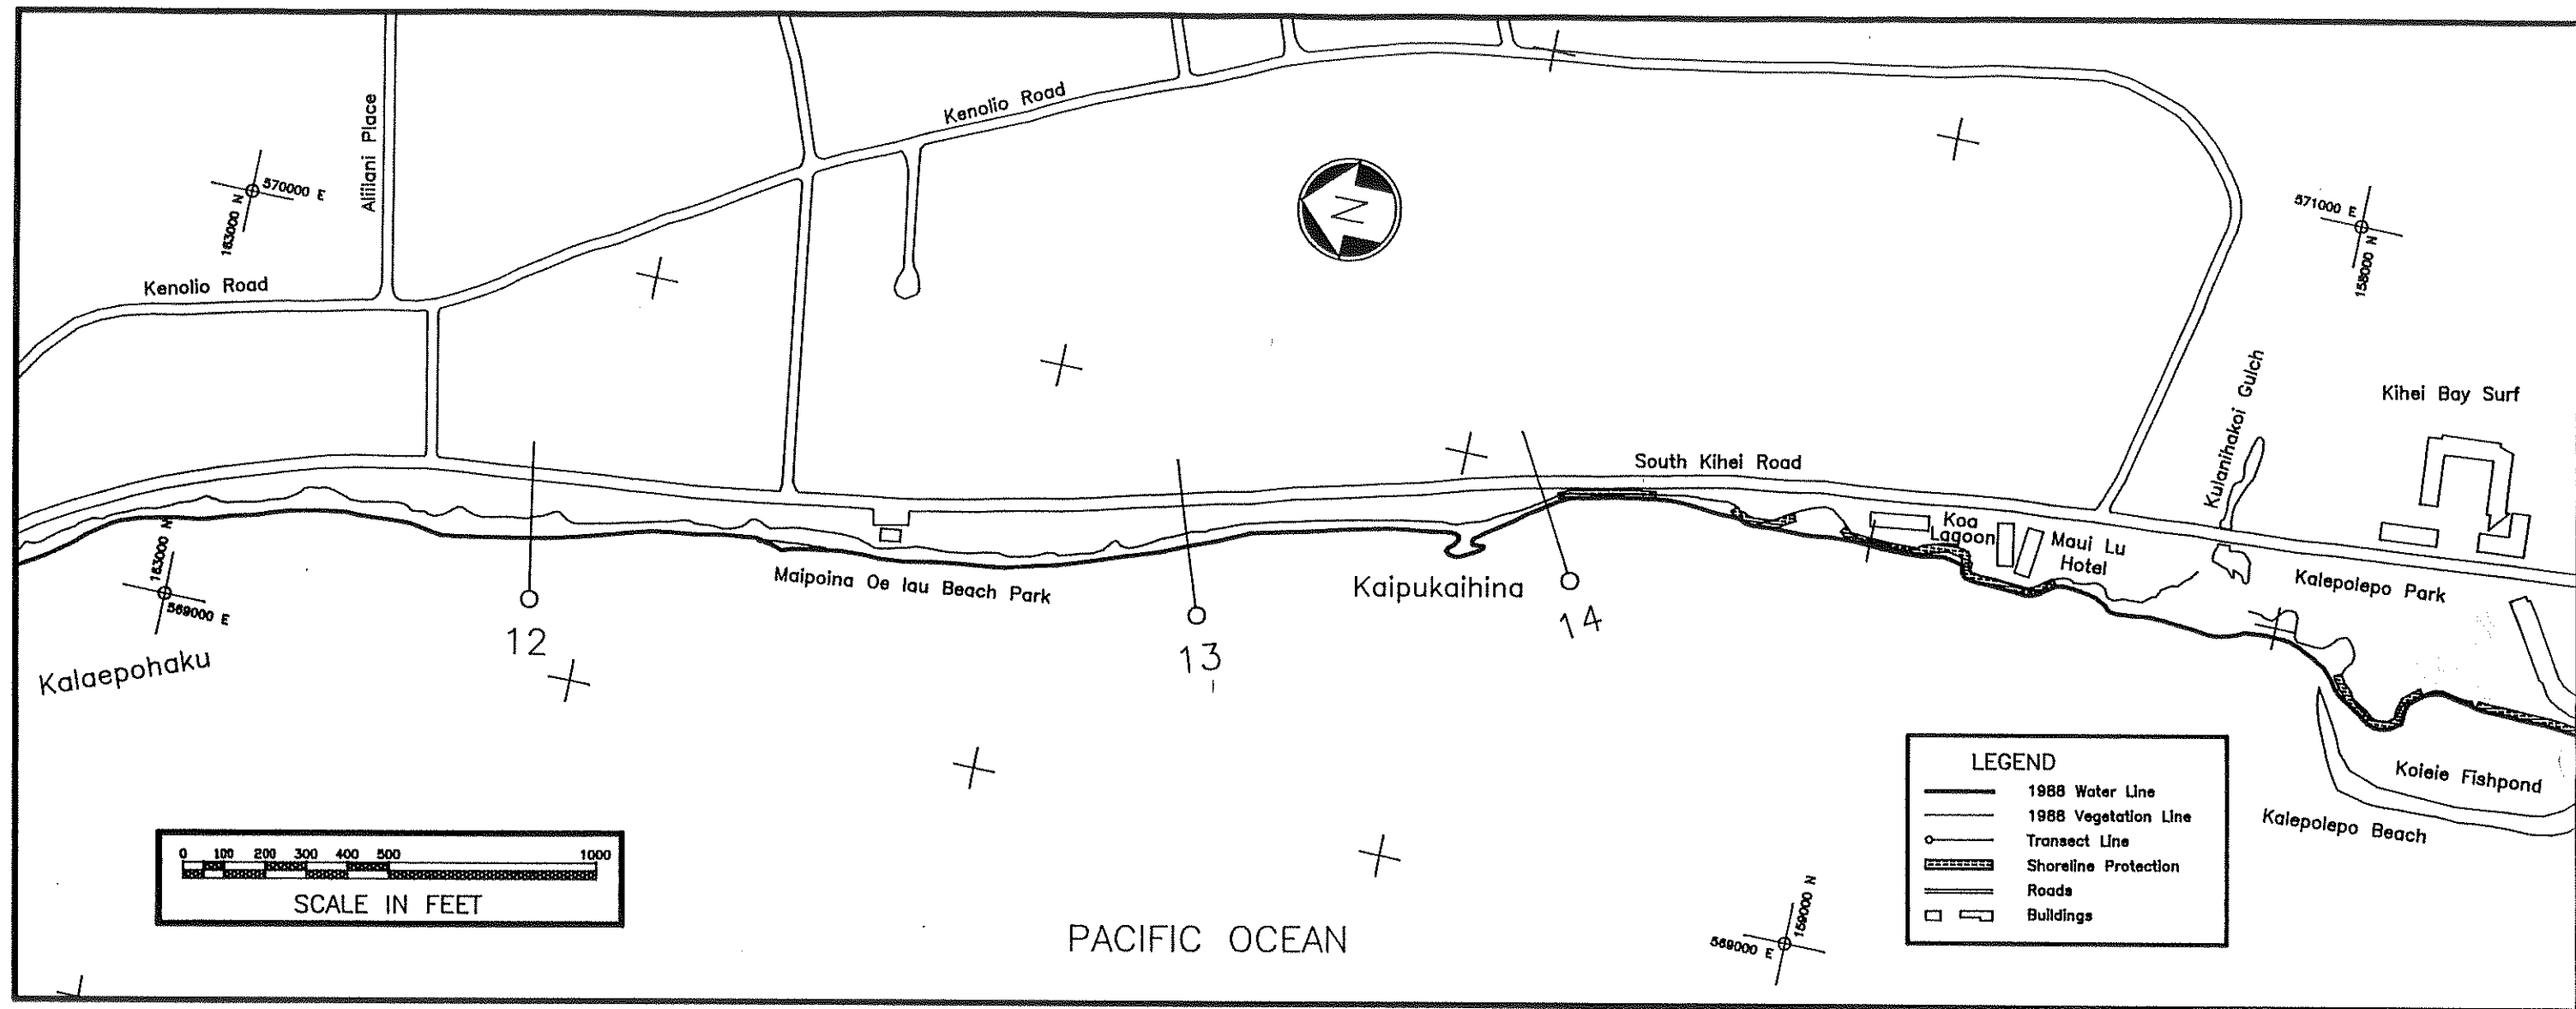 Kenolio Road
Aliilani Place
570000 E
163000 N
N
571000 E
158000 N
Kenolio Road
Kulanihakoi Gulch
Kihei Bay Surf
South Kihei Road
163000 N
569000 E
Koa
Lagoon
Maui Lu
Hotel
Maipoina Oe Iau Beach Park
Kaipukaihina
Kalepolepo Park
12
13
14
Kalaepohaku
Koieie Fishpond
Kalepolepo Beach
0 100 200 300 400 500 1000
SCALE IN FEET
PACIFIC OCEAN
159000 N
569000 E
LEGEND
1988 Water Line
1988 Vegetation Line
Transect Line
Shoreline Protection
Roads
Buildings